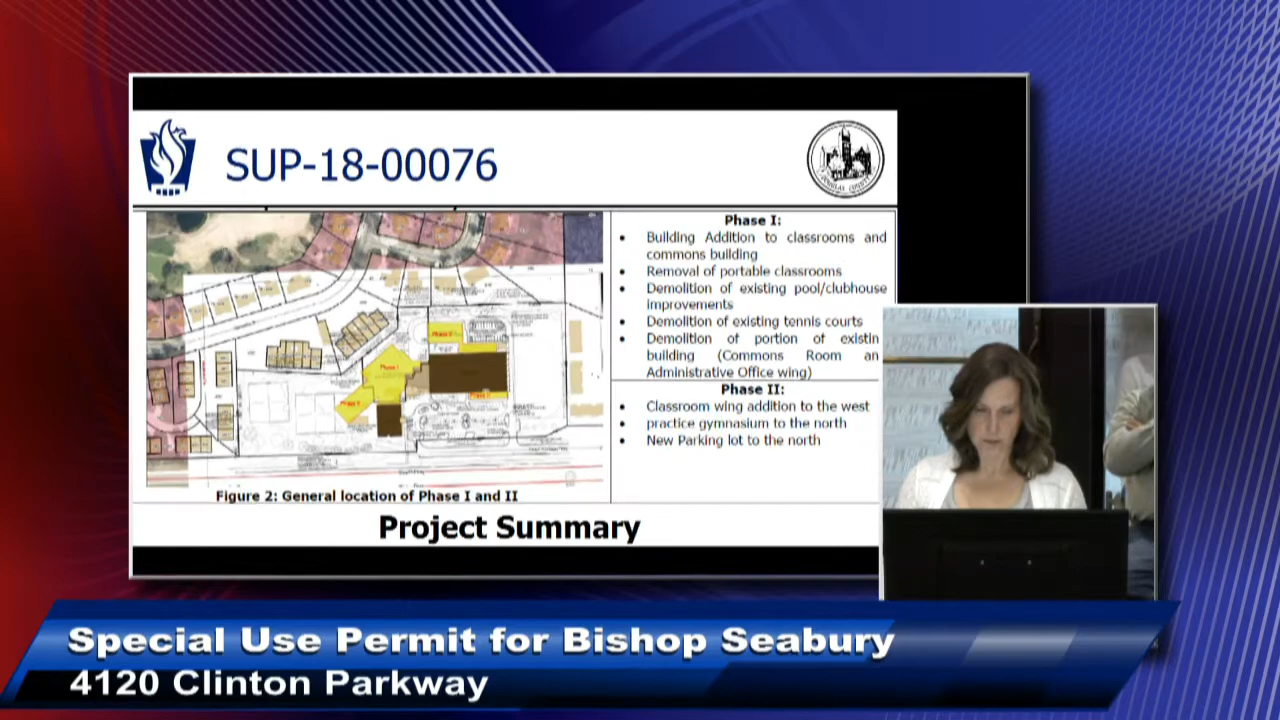 SUP-18-00076
DOUGLAS COUNTY
Phase I:
• Building Addition to classrooms and
commons building
• Removal of portable classrooms
• Demolition of existing pool/clubhouse
improvements
• Demolition of existing tennis courts
• Demolition of portion of existin
building (Commons Room an
Administrative Office wing)
Phase II:
• Classroom wing addition to the west
• practice gymnasium to the north
• New Parking lot to the north
Phase I
Figure 2: General location of Phase I and II
Project Summary
Special Use Permit for Bishop Seabury
4120 Clinton Parkway